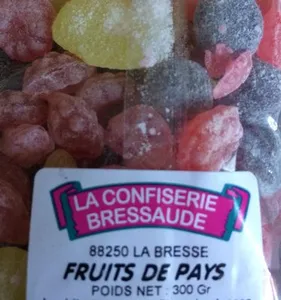 LA CONFISERIE
BRESSAUDE
88250 LA BRESSE
FRUITS DE PAYS
POIDS NET : 300 Gr